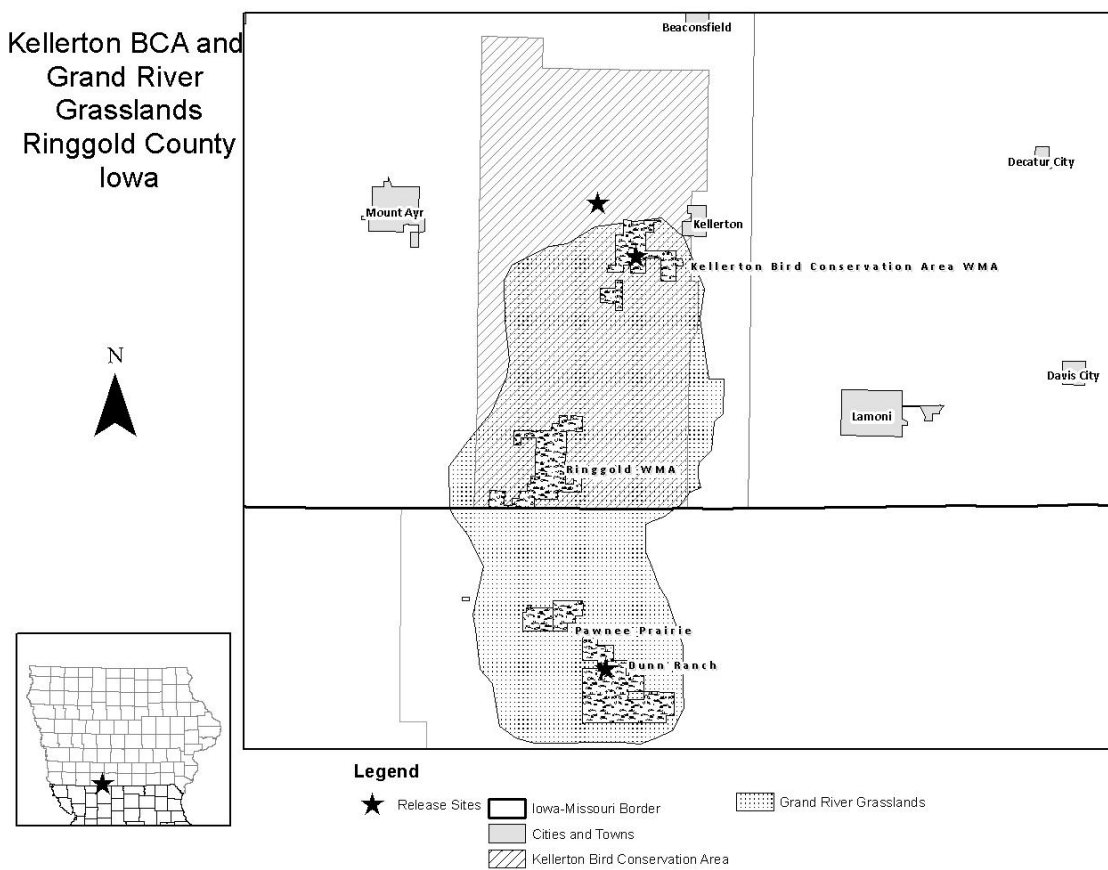 Kellerton BCA and
Grand River
Grasslands
Ringgold County
Iowa
Beaconsfield
Decatur City
Mount Ayr
Kellerton
Kellerton Bird Conservation Area WMA
N
Davis City
Lamoni
Ringgold WMA
Pawnee Prairie
Dunn Ranch
Legend
Release Sites
Iowa-Missouri Border
Grand River Grasslands
Cities and Towns
Kellerton Bird Conservation Area